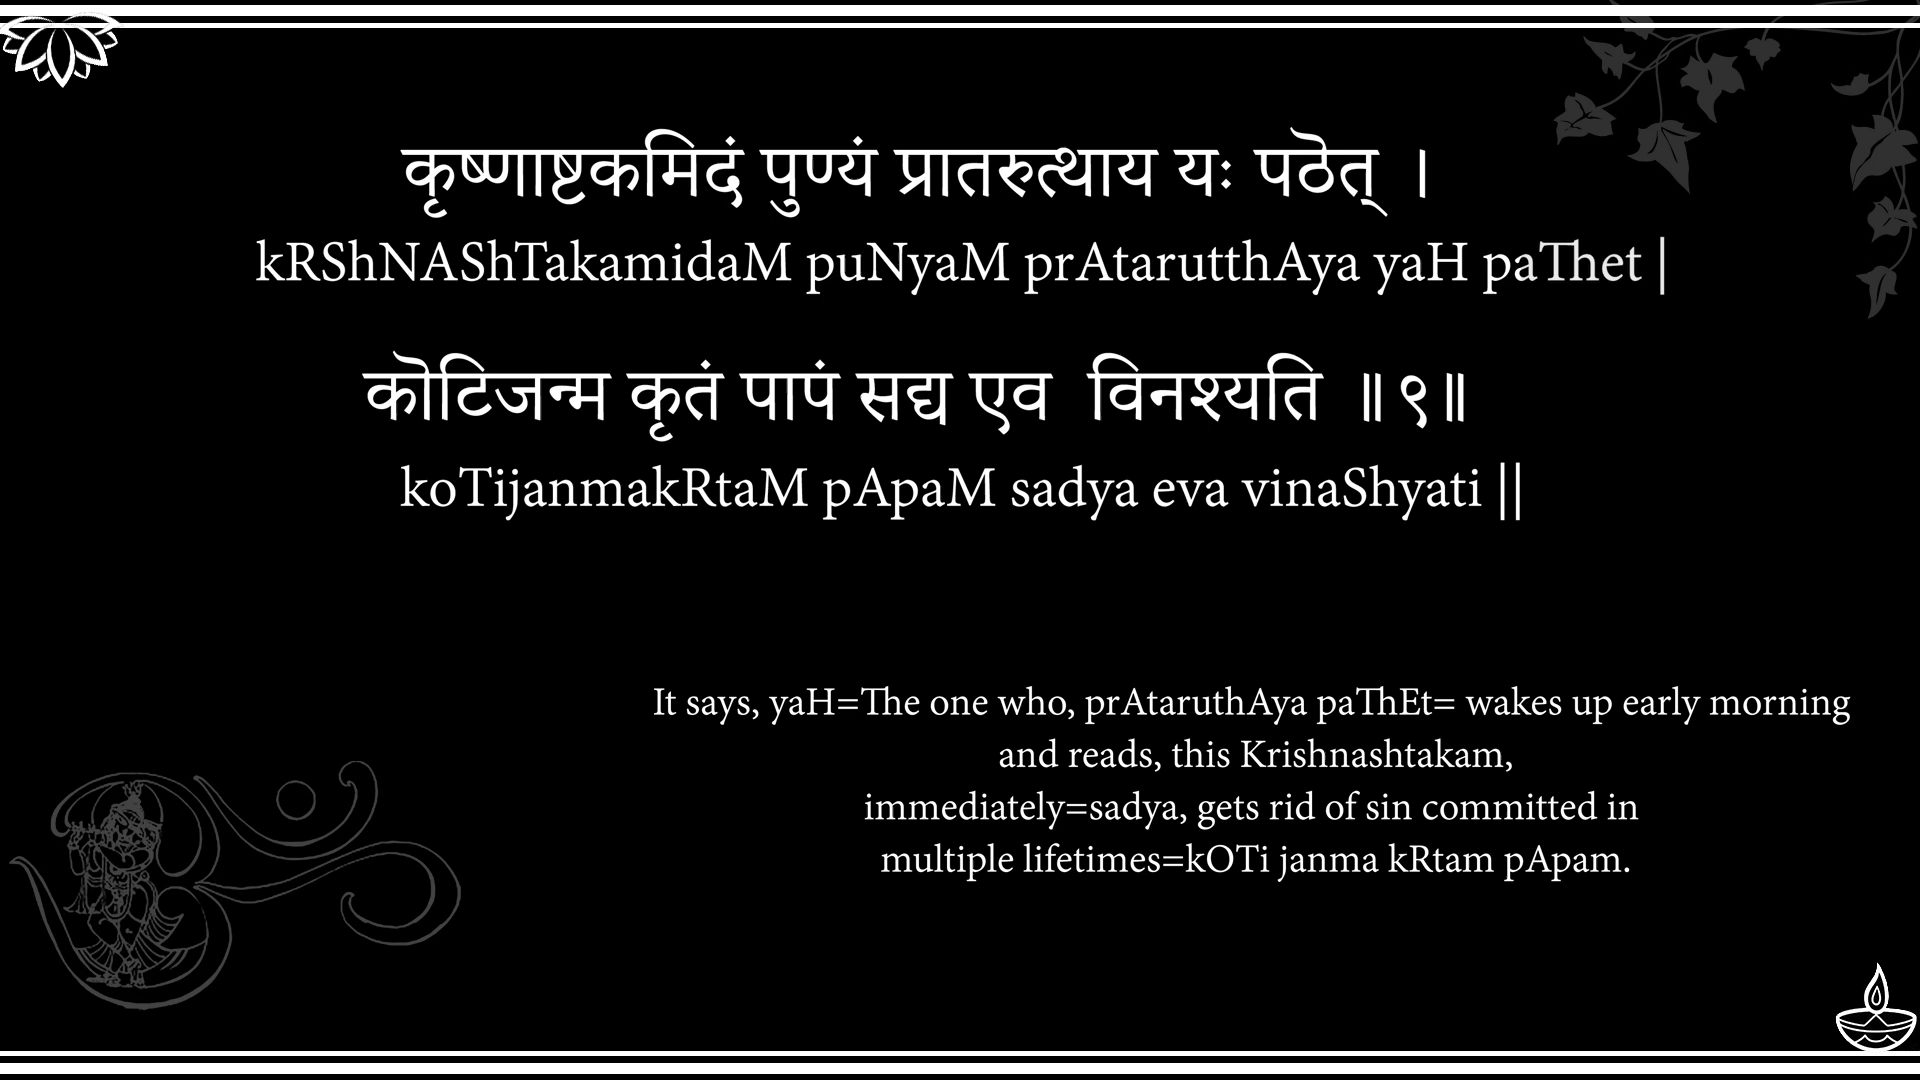 कृष्णाष्टकमिदं पुण्यं प्रातरुत्थाय यः पठॆत् ।
kRShNAShTakamidaM puNyaM prAtarutthAya yaH paThet |
कॊटिजन्म कृतं पापं सद्य एव विनश्यति ॥९॥
koTijanmakRtaM pApaM sadya eva vinaShyati ||
It says, yaH=The one who, prAtaruthAya paThEt= wakes up early morning
and reads, this Krishnashtakam,
immediately=sadya, gets rid of sin committed in
multiple lifetimes=kOTi janma kRtam pApam.